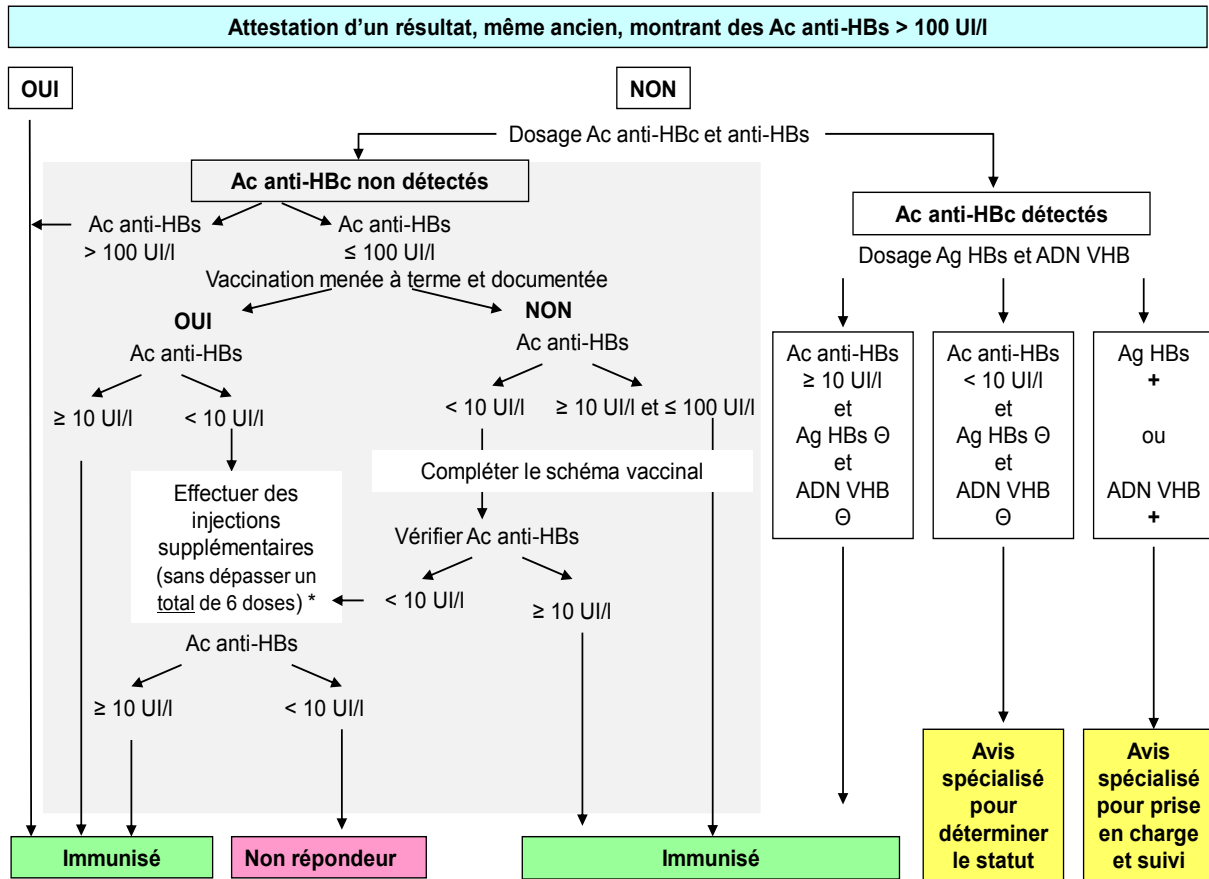 Attestation d'un résultat, même ancien, montrant des Ac anti-HBs > 100 UI/l
OUI
NON
Dosage Ac anti-HBc et anti-HBs
Ac anti-HBc non détectés
Ac anti-HBs
> 100 UI/l
Ac anti-HBs
≤ 100 UI/l
Vaccination menée à terme et documentée
OUI
Ac anti-HBs
≥ 10 UI/l
< 10 UI/l
Effectuer des
injections
supplémentaires
(sans dépasser un
total de 6 doses) *
Ac anti-HBs
≥ 10 UI/l
< 10 UI/l
NON
Ac anti-HBs
< 10 UI/l
≥ 10 UI/l et ≤ 100 UI/l
Compléter le schéma vaccinal
Vérifier Ac anti-HBs
< 10 UI/l
≥ 10 UI/l
Ac anti-HBc détectés
Dosage Ag HBs et ADN VHB
Ac anti-HBs
≥ 10 UI/l
et
Ag HBs Θ
et
ADN VHB
Θ
Ac anti-HBs
< 10 UI/l
et
Ag HBs Θ
et
ADN VHB
Θ
Ag HBs
+
ou
ADN VHB
+
Immunisé
Non répondeur
Immunisé
Avis
spécialisé
pour
déterminer
le statut
Avis
spécialisé
pour prise
en charge
et suivi